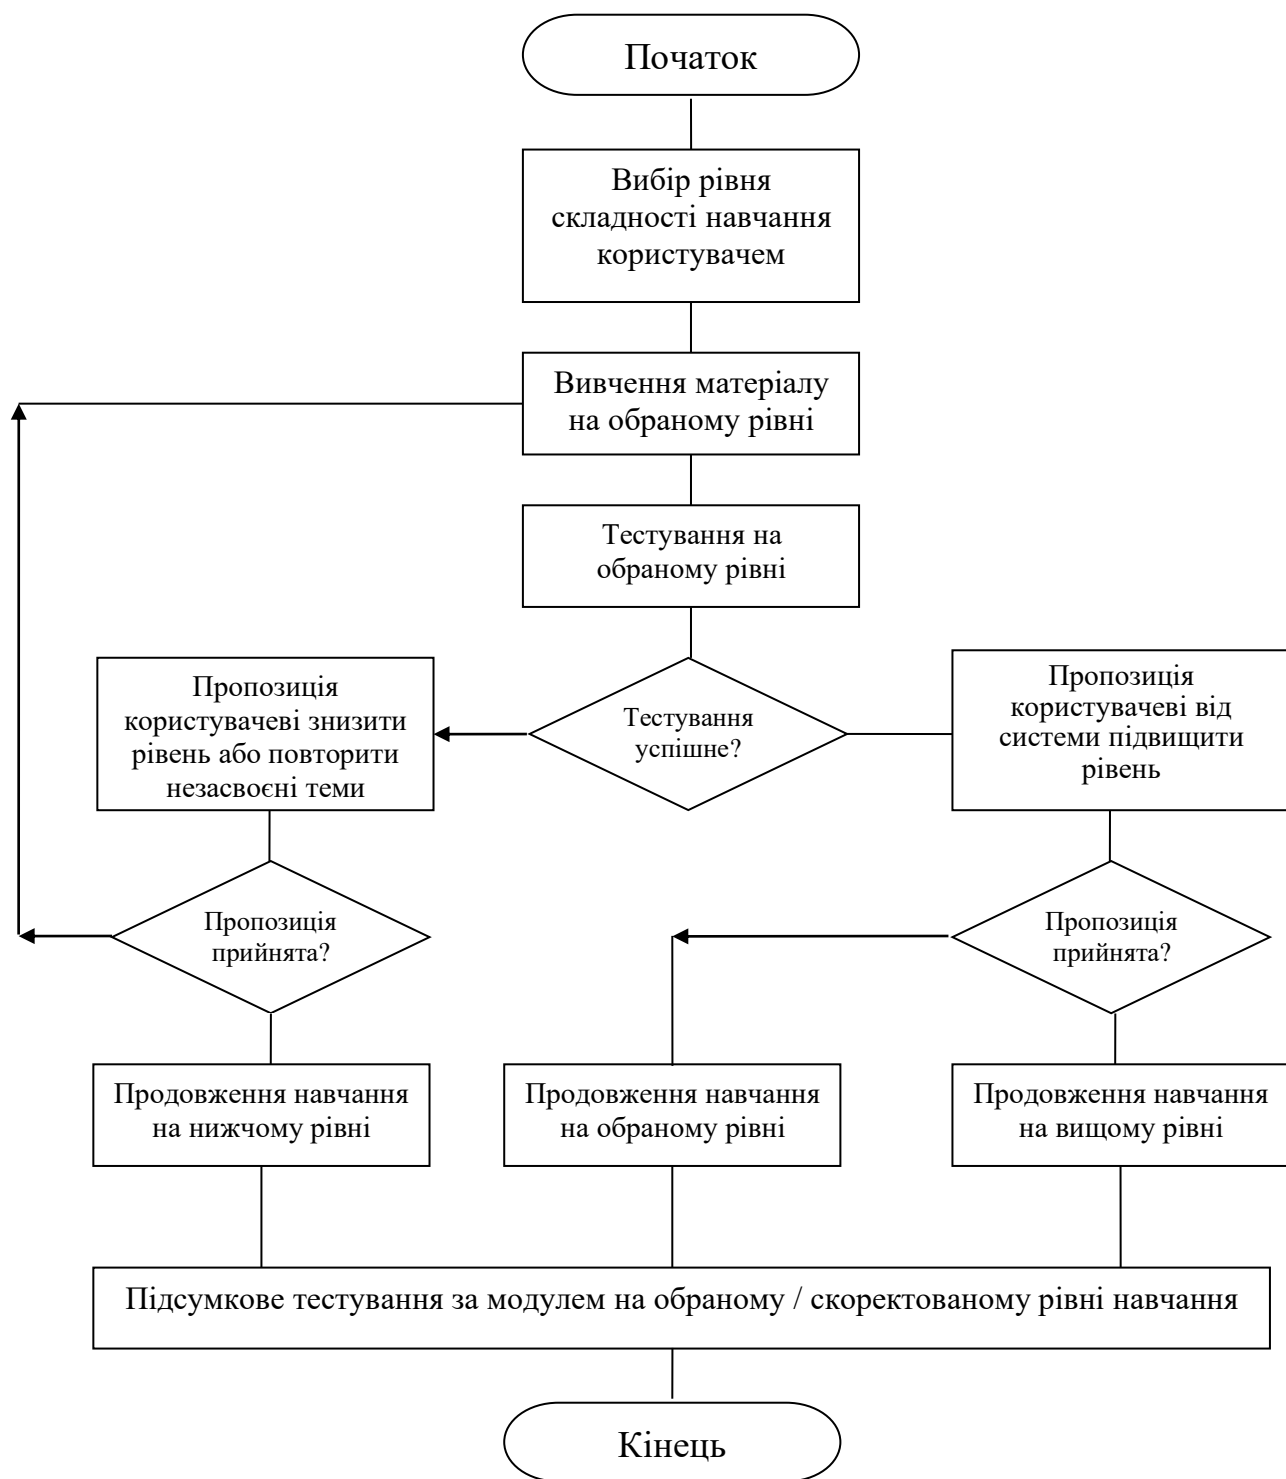 Початок
Вибір рівня
складності навчання
користувачем
Вивчення матеріалу
на обраному рівні
Тестування на
обраному рівні
Пропозиція
користувачеві знизити
рівень або повторити
незасвоєні теми
Тестування
успішне?
Пропозиція
користувачеві від
системи підвищити
рівень
Пропозиція
прийнята?
Пропозиція
прийнята?
Продовження навчання
на нижчому рівні
Продовження навчання
на обраному рівні
Продовження навчання
на вищому рівні
Підсумкове тестування за модулем на обраному / скоректованому рівні навчання
Кінець